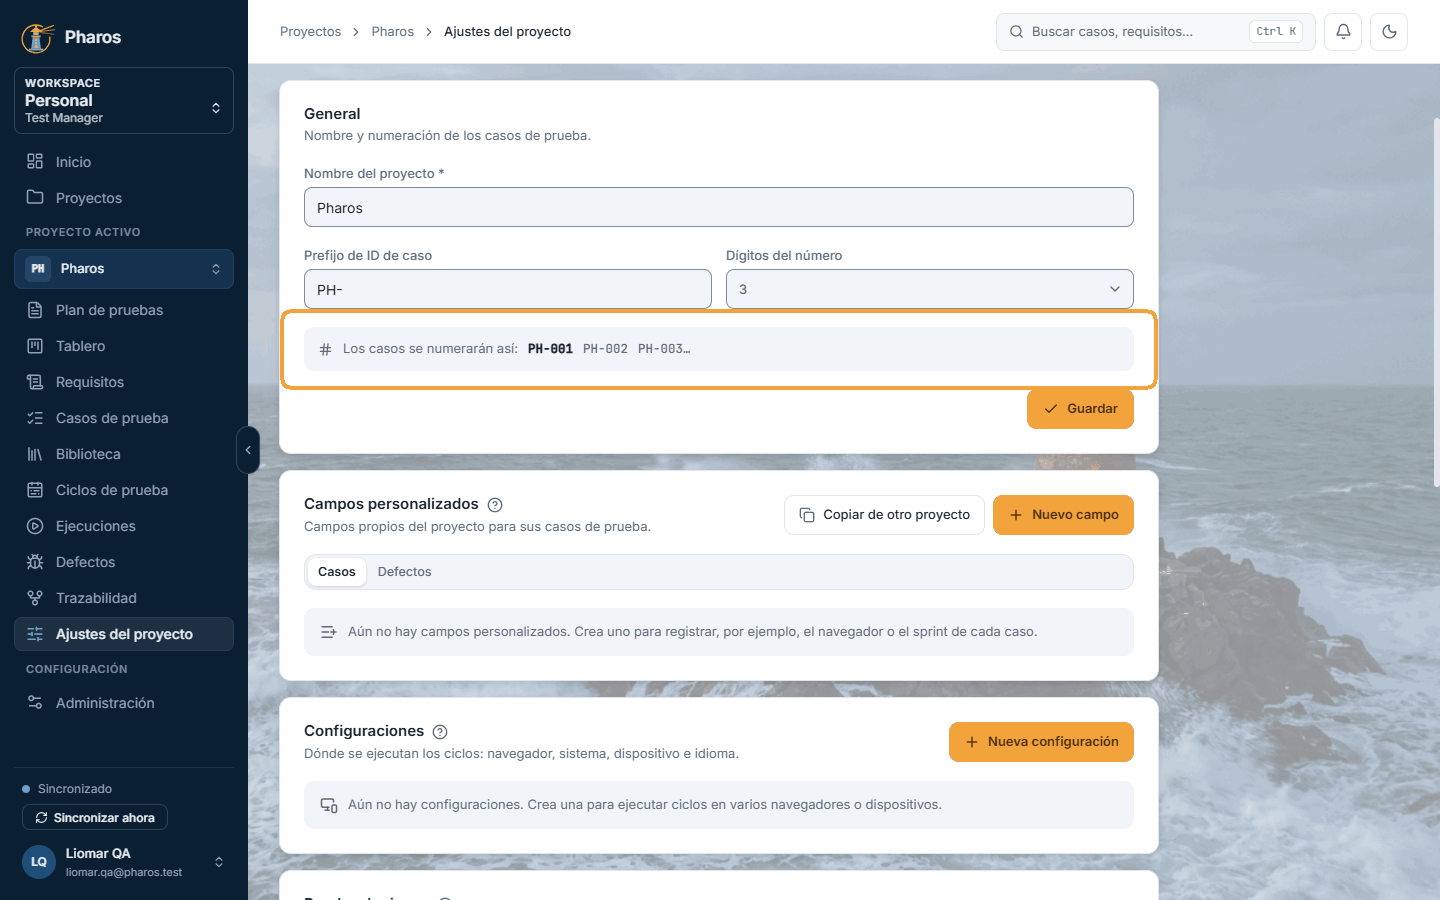 Pharos
WORKSPACE
Personal
Test Manager
Inicio
Proyectos
PROYECTO ACTIVO
PH Pharos
Plan de pruebas
Tablero
Requisitos
Casos de prueba
Biblioteca
Ciclos de prueba
Ejecuciones
Defectos
Trazabilidad
Ajustes del proyecto
CONFIGURACIÓN
Administración
Sincronizado
Sincronizar ahora
LQ Liomar QA
liomar.qa@pharos.test
Proyectos > Pharos > Ajustes del proyecto
Buscar casos, requisitos... Ctrl K
General
Nombre y numeración de los casos de prueba.
Nombre del proyecto *
Pharos
Prefijo de ID de caso
PH-
Dígitos del número
3
# Los casos se numerarán así: PH-001 PH-002 PH-003…
Guardar
Campos personalizados
Campos propios del proyecto para sus casos de prueba.
Copiar de otro proyecto
+ Nuevo campo
Casos Defectos
Aún no hay campos personalizados. Crea uno para registrar, por ejemplo, el navegador o el sprint de cada caso.
Configuraciones
Dónde se ejecutan los ciclos: navegador, sistema, dispositivo e idioma.
+ Nueva configuración
Aún no hay configuraciones. Crea una para ejecutar ciclos en varios navegadores o dispositivos.